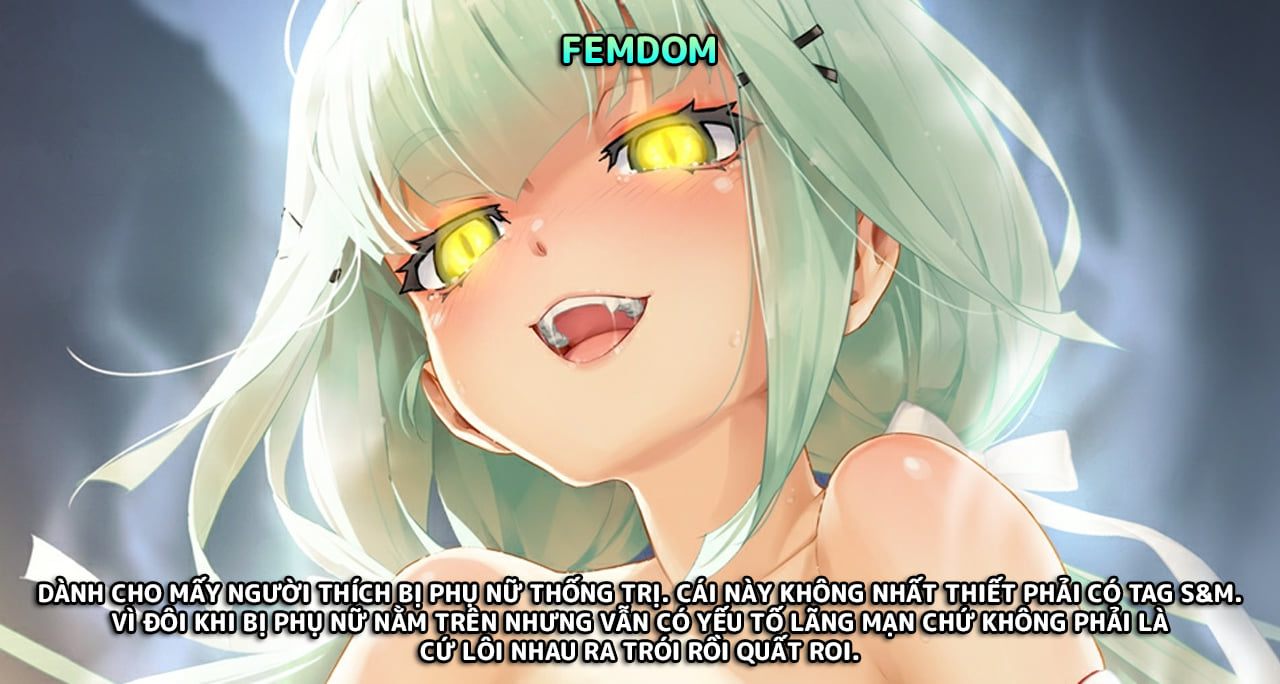 FEMDOM
DÀNH CHO MẤY NGƯỜI THÍCH BỊ PHỤ NỮ THỐNG TRỊ. CÁI NÀY KHÔNG NHẤT THIẾT PHẢI CÓ TAG S&M.
VÌ ĐÔI KHI BỊ PHỤ NỮ NẰM TRÊN NHƯNG VẪN CÓ YẾU TỐ LÃNG MẠN CHỨ KHÔNG PHẢI LÀ
CỨ LÔI NHAU RA TRÓI RỒI QUẤT ROI.